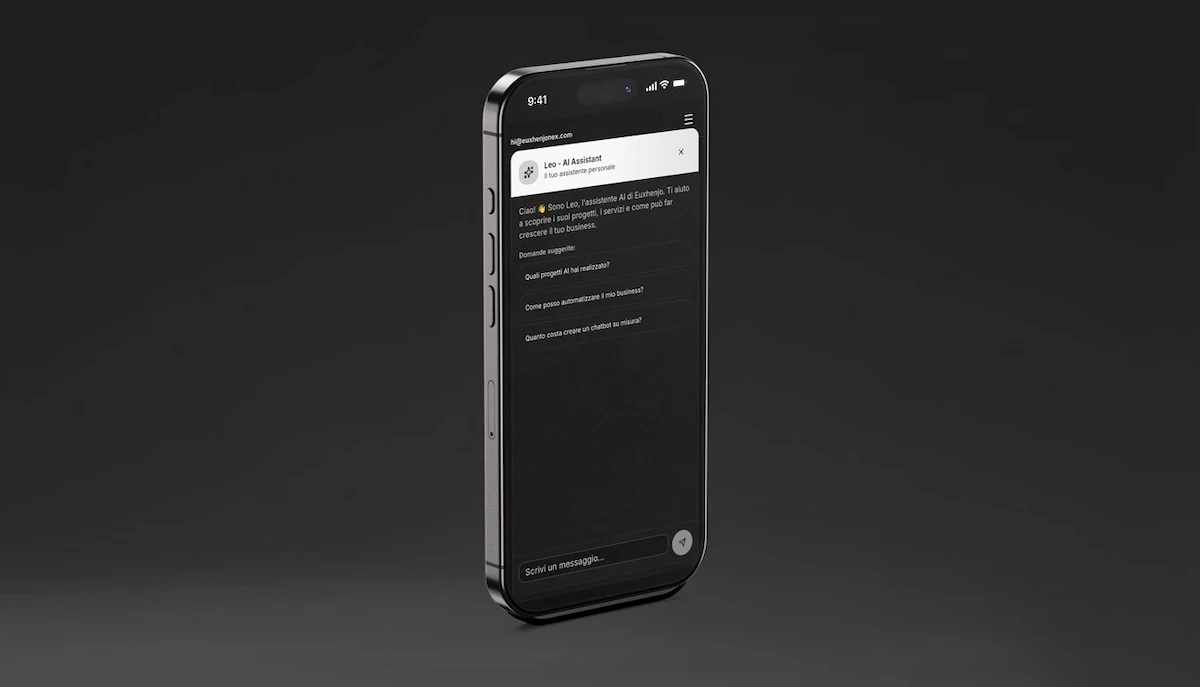 9:41
hi@euxhenjonex.com
Leo - AI Assistant
Il tuo assistente personale
Ciao! 👋 Sono Leo, l'assistente AI di Euxhenjo. Ti aiuto
a scoprire i suoi progetti, i servizi e come può far
crescere il tuo business.
Domande suggerite:
Quali progetti AI hai realizzato?
Come posso automatizzare il mio business?
Quanto costa creare un chatbot su misura?
Scrivi un messaggio...